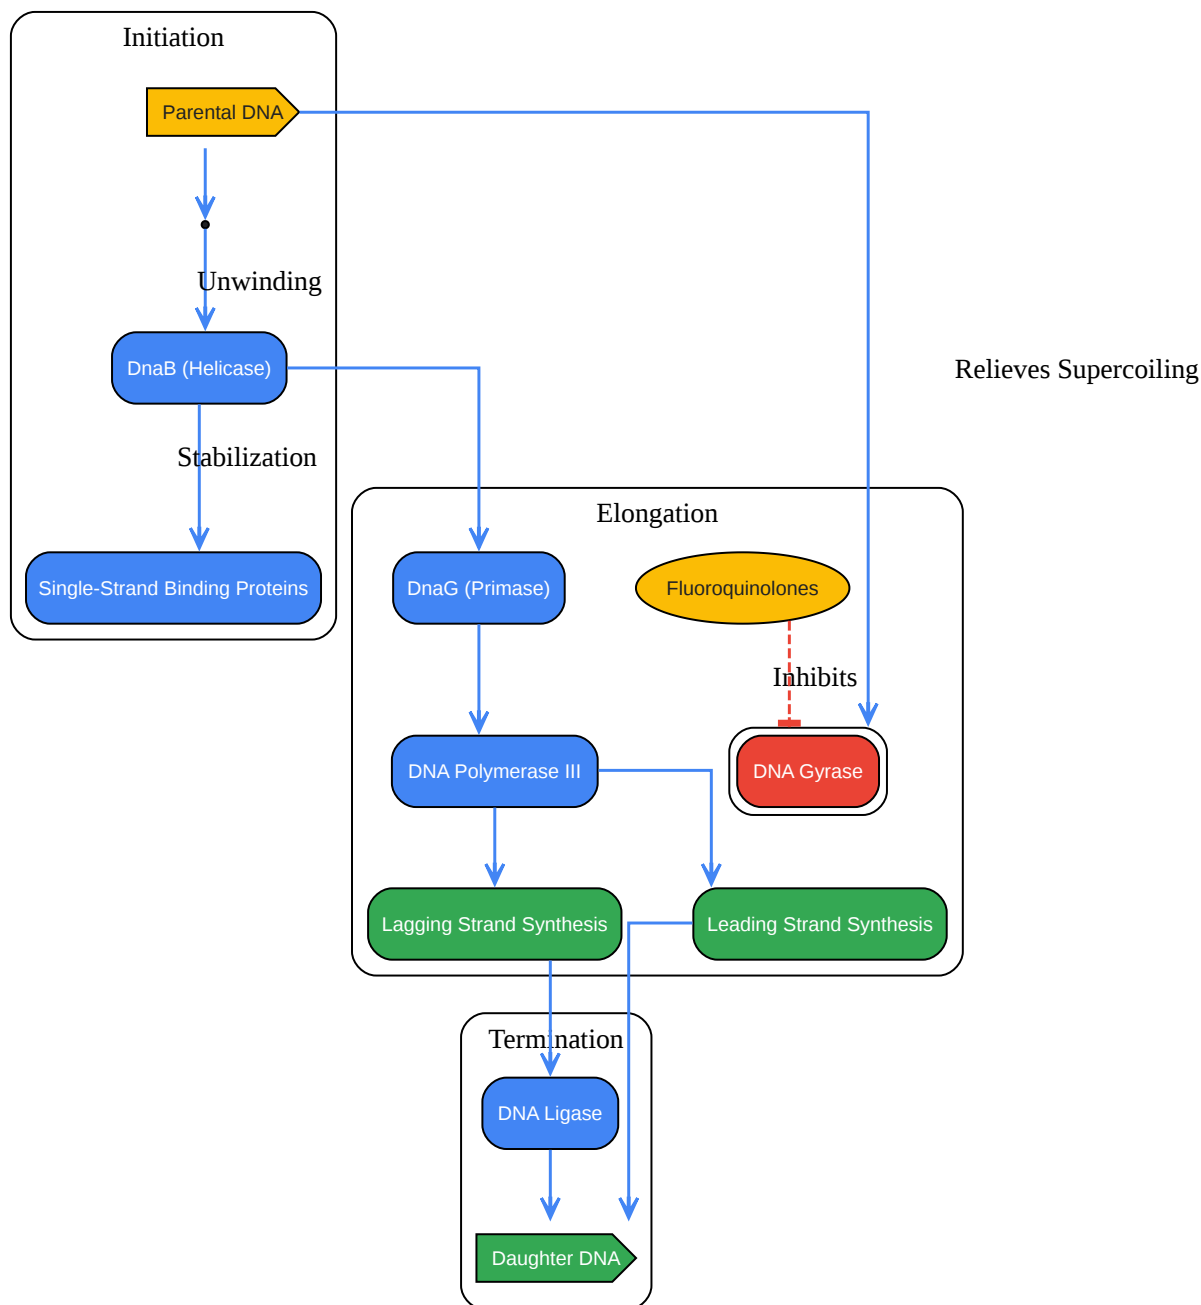 Initiation
Parental DNA
Unwinding
DnaB (Helicase)
Relieves Supercoiling
Stabilization
Elongation
Single-Strand Binding Proteins
DnaG (Primase)
Fluoroquinolones
Inhibits
DNA Polymerase III
DNA Gyrase
Lagging Strand Synthesis
Leading Strand Synthesis
Termination
DNA Ligase
Daughter DNA